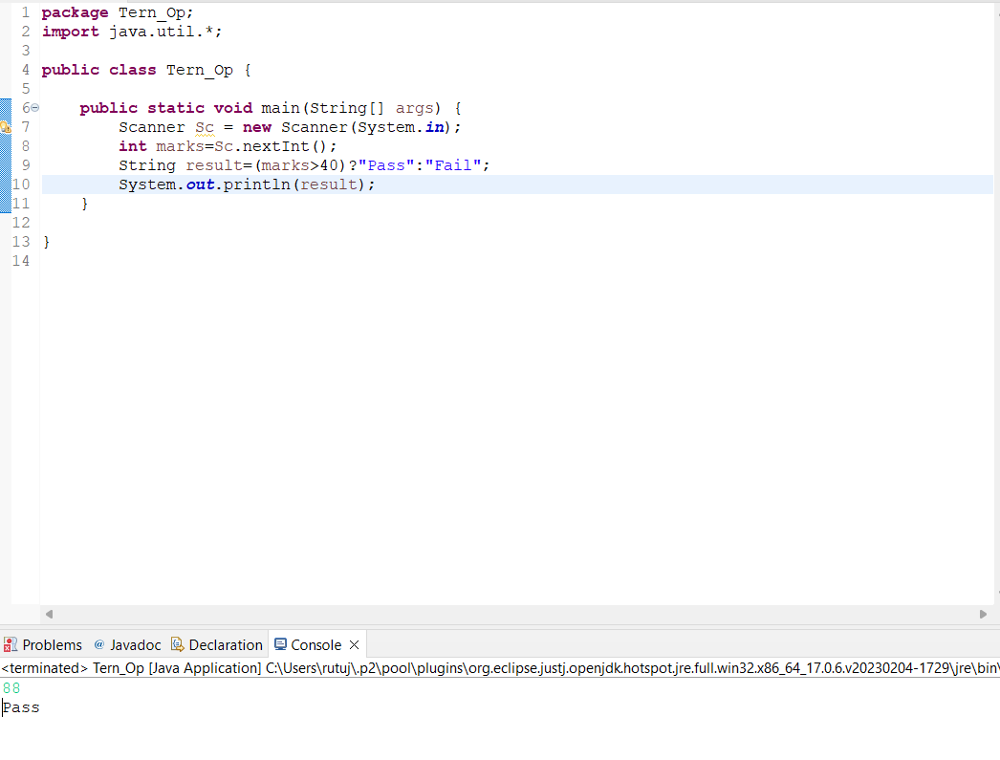 1 package Tern_Op;
2 import java.util.*;
3
4 public class Tern_Op {
5
6 public static void main(String[] args) {
7 Scanner Sc = new Scanner(System.in);
8 int marks=Sc.nextInt();
9 String result=(marks>40)?"Pass":"Fail";
10 System.out.println(result);
11 }
12
13 }
14
Problems @ Javadoc Declaration Console
<terminated> Tern_Op [Java Application] C:\Users\rutuj\.p2\pool\plugins\org.eclipse.justj.openjdk.hotspot.jre.full.win32.x86_64_17.0.6.v20230204-1729\jre\bin\
88
Pass